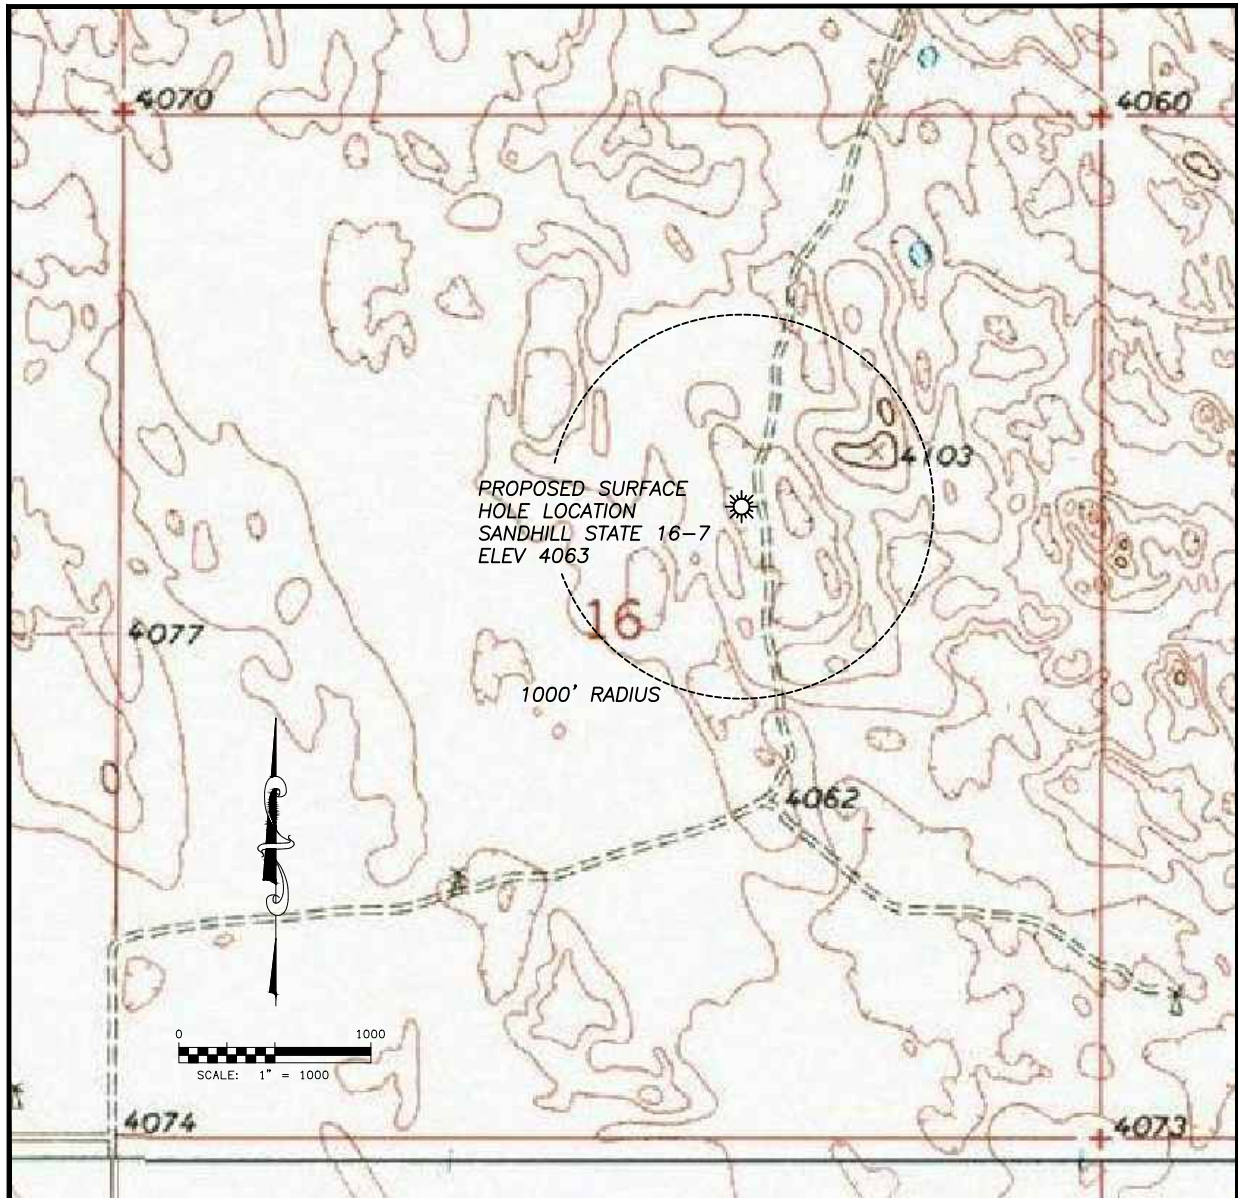 4070
4060
4103
PROPOSED SURFACE
HOLE LOCATION
SANDHILL STATE 16-7
ELEV 4063
16
4077
1000' RADIUS
4062
0 1000
SCALE: 1" = 1000
4074
4073